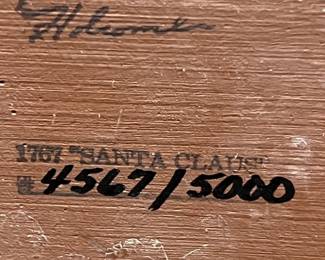 Holcomb
1767 "SANTA CLAUS"
# 4567/5000